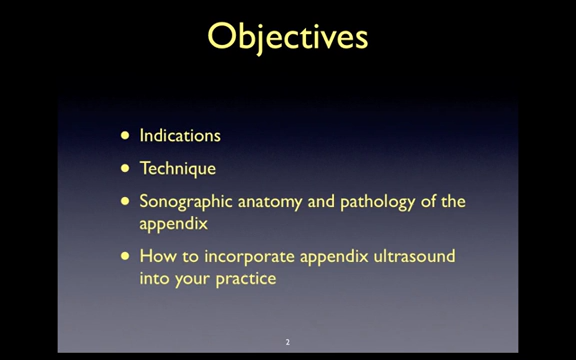 Objectives
• Indications
• Technique
• Sonographic anatomy and pathology of the
appendix
• How to incorporate appendix ultrasound
into your practice
2